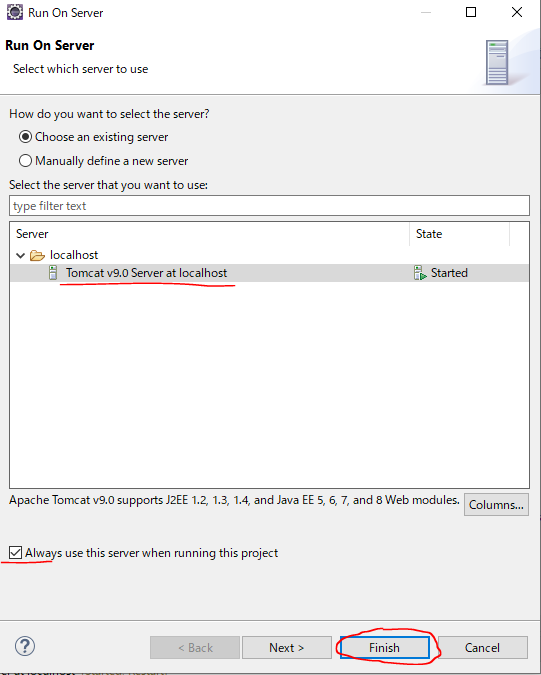 Run On Server
Run On Server
Select which server to use
How do you want to select the server?
Choose an existing server
Manually define a new server
Select the server that you want to use:
type filter text
Server State
localhost
Tomcat v9.0 Server at localhost Started
Apache Tomcat v9.0 supports J2EE 1.2, 1.3, 1.4, and Java EE 5, 6, 7, and 8 Web modules.
Columns...
Always use this server when running this project
? < Back Next > Finish Cancel